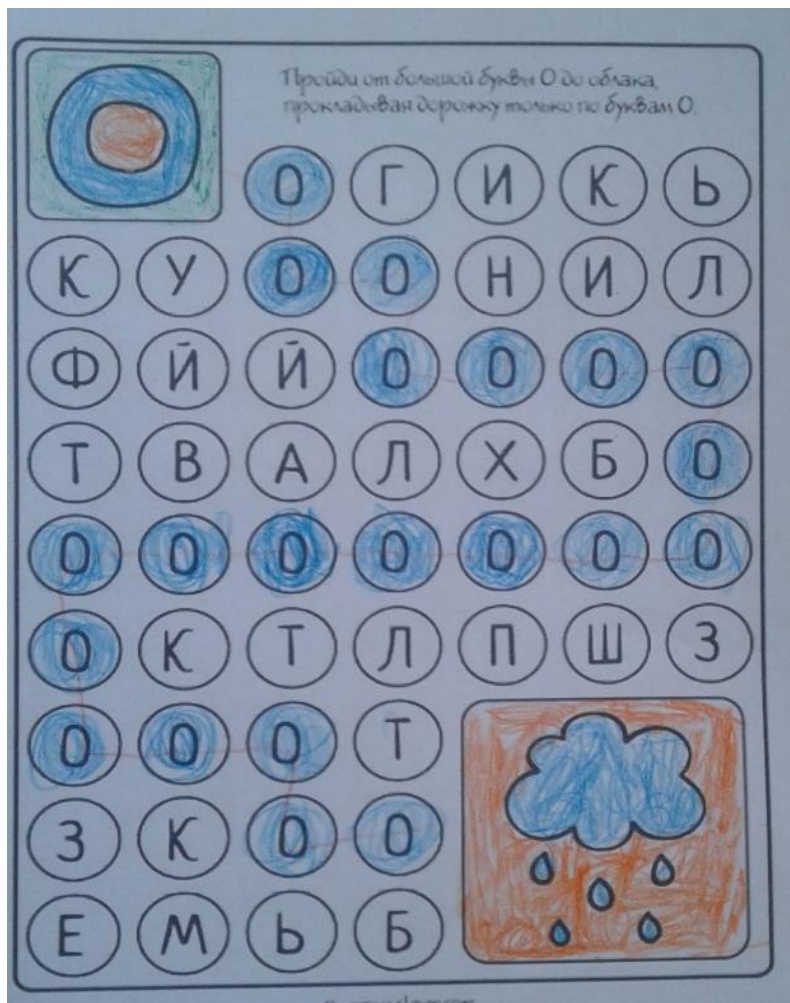 О
Пройди от большой буквы О до облака,
прокладывая дорожку только по буквам О.
О Г И К Ь
К У О О Н И Л
Ф Й Й О О О О
Т В А Л Х Б О
О О О О О О О
О К Т Л П Ш З
О О О Т
З К О О
Е М Ь Б